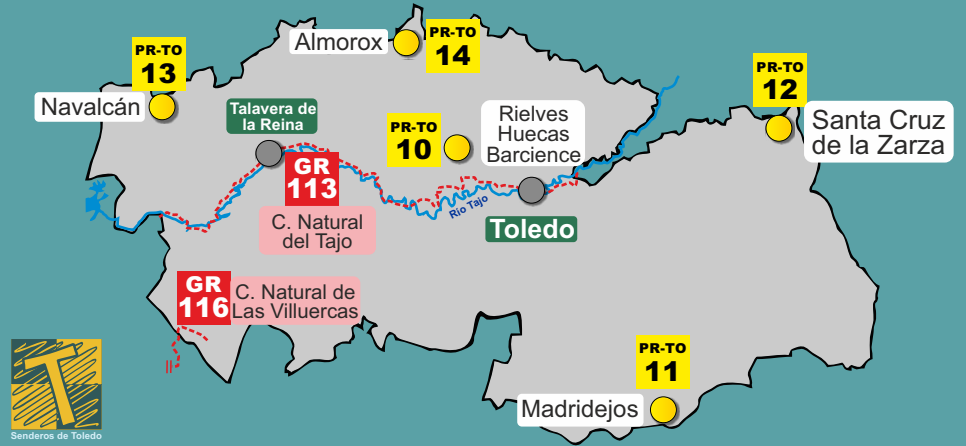 Almorox
PR-TO
14
PR-TO
13
Navalcán
PR-TO
12
Santa Cruz
de la Zarza
Talavera de
la Reina
PR-TO
10
Rielves
Huecas
Barcience
GR
113
C. Natural
del Tajo
Río Tajo
Toledo
GR
116
C. Natural de
Las Villuercas
PR-TO
11
Madridejos
T
Senderos de Toledo